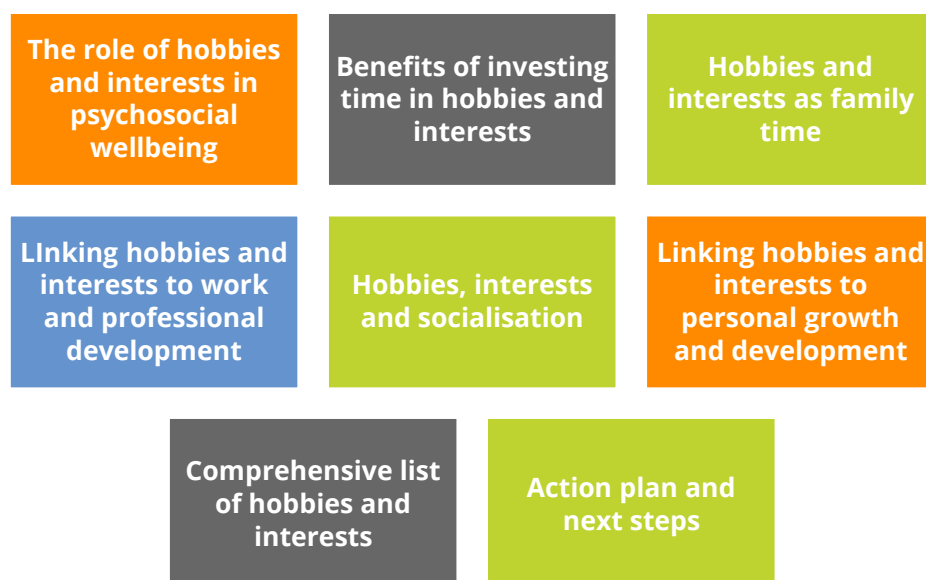 The role of hobbies
and interests in
psychosocial
wellbeing
Benefits of investing
time in hobbies and
interests
Hobbies and
interests as family
time
LInking hobbies and
interests to work
and professional
development
Hobbies, interests
and socialisation
Linking hobbies and
interests to
personal growth
and development
Comprehensive list
of hobbies and
interests
Action plan and
next steps